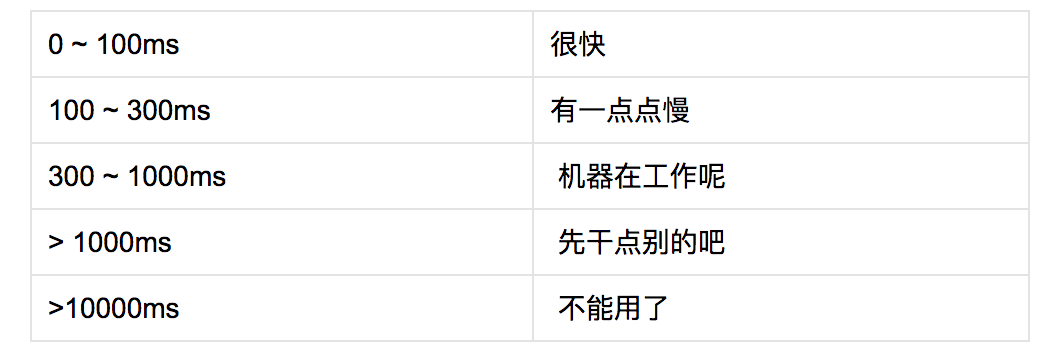 0 ~ 100ms 很快
100 ~ 300ms 有一点点慢
300 ~ 1000ms 机器在工作呢
> 1000ms 先干点别的吧
>10000ms 不能用了